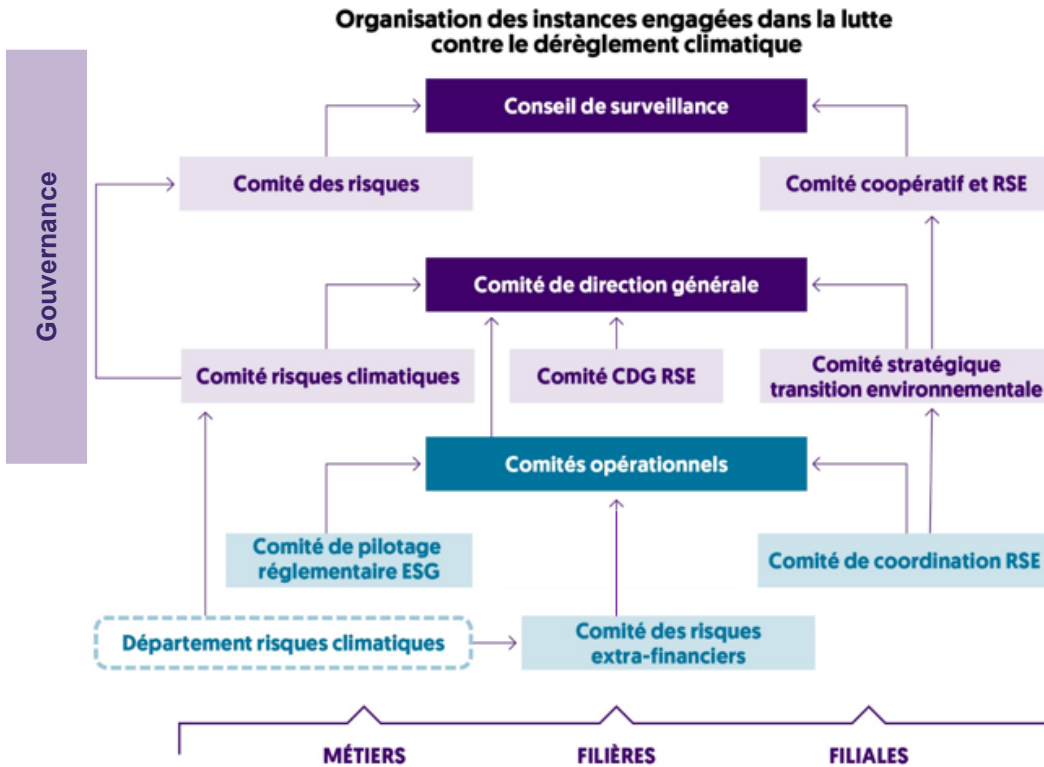 Organisation des instances engagées dans la lutte
contre le dérèglement climatique
Gouvernance
Conseil de surveillance
Comité des risques
Comité coopératif et RSE
Comité de direction générale
Comité risques climatiques
Comité CDG RSE
Comité stratégique
transition environnementale
Comités opérationnels
Comité de pilotage
réglementaire ESG
Comité de coordination RSE
Département risques climatiques
Comité des risques
extra-financiers
MÉTIERS
FILIÈRES
FILIALES